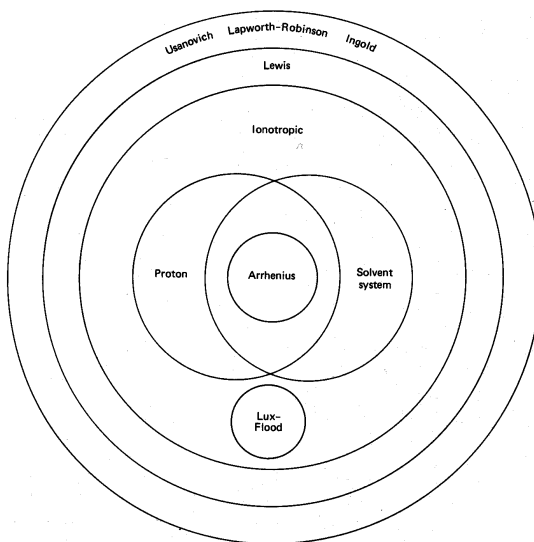 Usanovich Lapworth-Robinson Ingold
Lewis
Ionotropic
Proton Arrhenius Solvent
system
Lux-
Flood